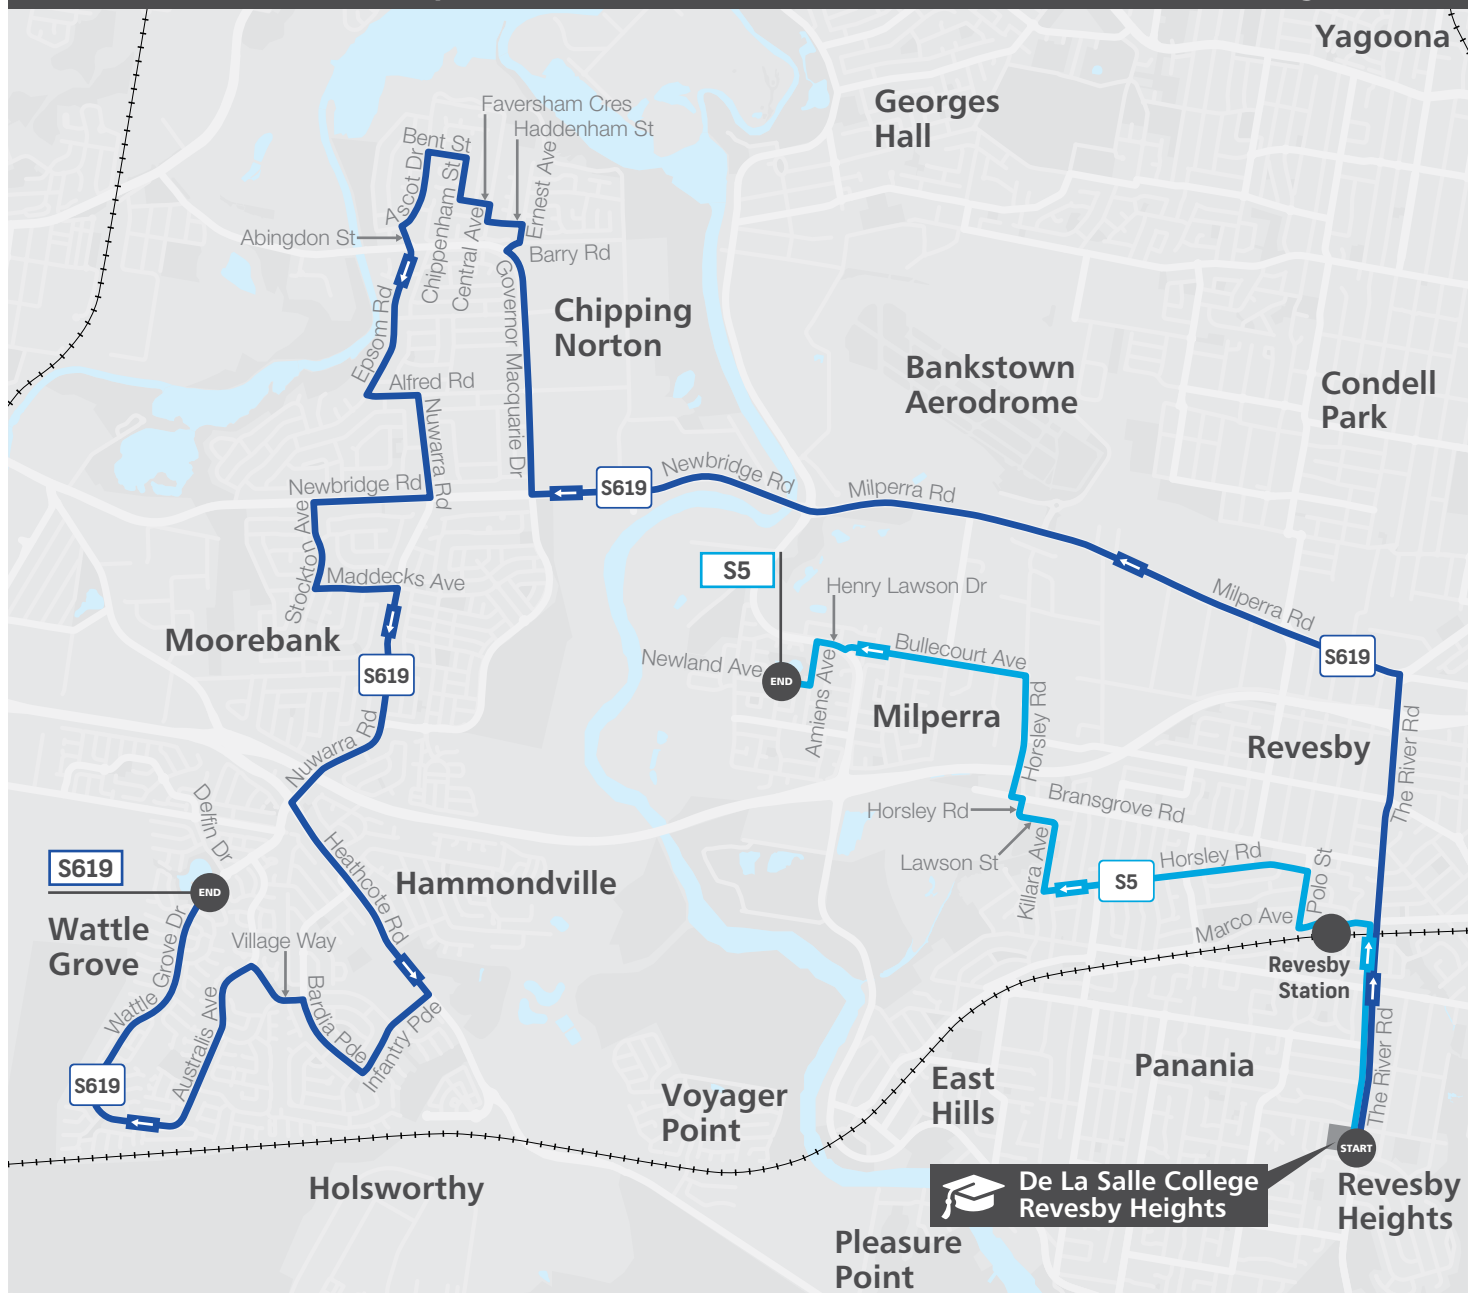 Yagoona
Georges
Hall
Faversham Cres
Haddenham St
Bent St
Ascot Dr
Chippenham St
Central Ave
Ernest Ave
Abingdon St
Barry Rd
Epsom Rd
Governor Macquarie Dr
Chipping
Norton
Bankstown
Aerodrome
Condell
Park
Alfred Rd
Nuwarra Rd
Newbridge Rd
S619
Newbridge Rd
Milperra Rd
Stockton Ave
Maddecks Ave
S5
Henry Lawson Dr
Milperra Rd
Moorebank
S619
Newland Ave
END
Amiens Ave
Bullecourt Ave
S619
Milperra
Horsley Rd
Revesby
The River Rd
Nuwarra Rd
Delfin Dr
Horsley Rd
Bransgrove Rd
Heathcote Rd
Lawson St
Killara Ave
Horsley Rd
Polo St
S5
S619
END
Hammondville
Wattle
Grove
Wattle Grove Dr
Village Way
Marco Ave
Revesby
Station
Australis Ave
Bardia Pde
Infantry Pde
S619
The River Rd
Panania
East
Hills
Voyager
Point
START
Holsworthy
De La Salle College
Revesby Heights
Revesby
Heights
Pleasure
Point